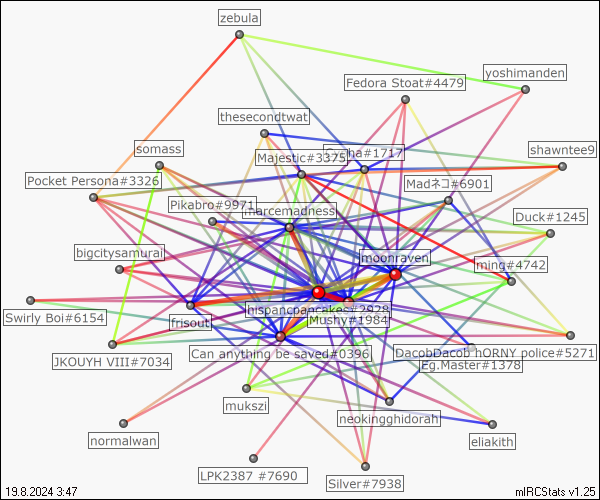 zebula
yoshimanden
Fedora Stoat#4479
thesecondtwat
somass
shawntee9
Majestic#3375
Pocket Persona#3326
Madネコ#6901
Pikabro#9971
marcemadness
Duck#1245
bigcitysamurai
moonraven
ming#4742
hispancpancakes#2928
Swirly Boi#6154
frisout
Mushy#1984
Can anything be saved#0396
DacobDacob hORNY police#5271
JKOUYH VIII#7034
Eg.Master#1378
mukszi
neokingghidorah
normalwan
eliakith
LPK2387 #7690
Silver#7938
19.8.2024 3:47
mIRCStats v1.25